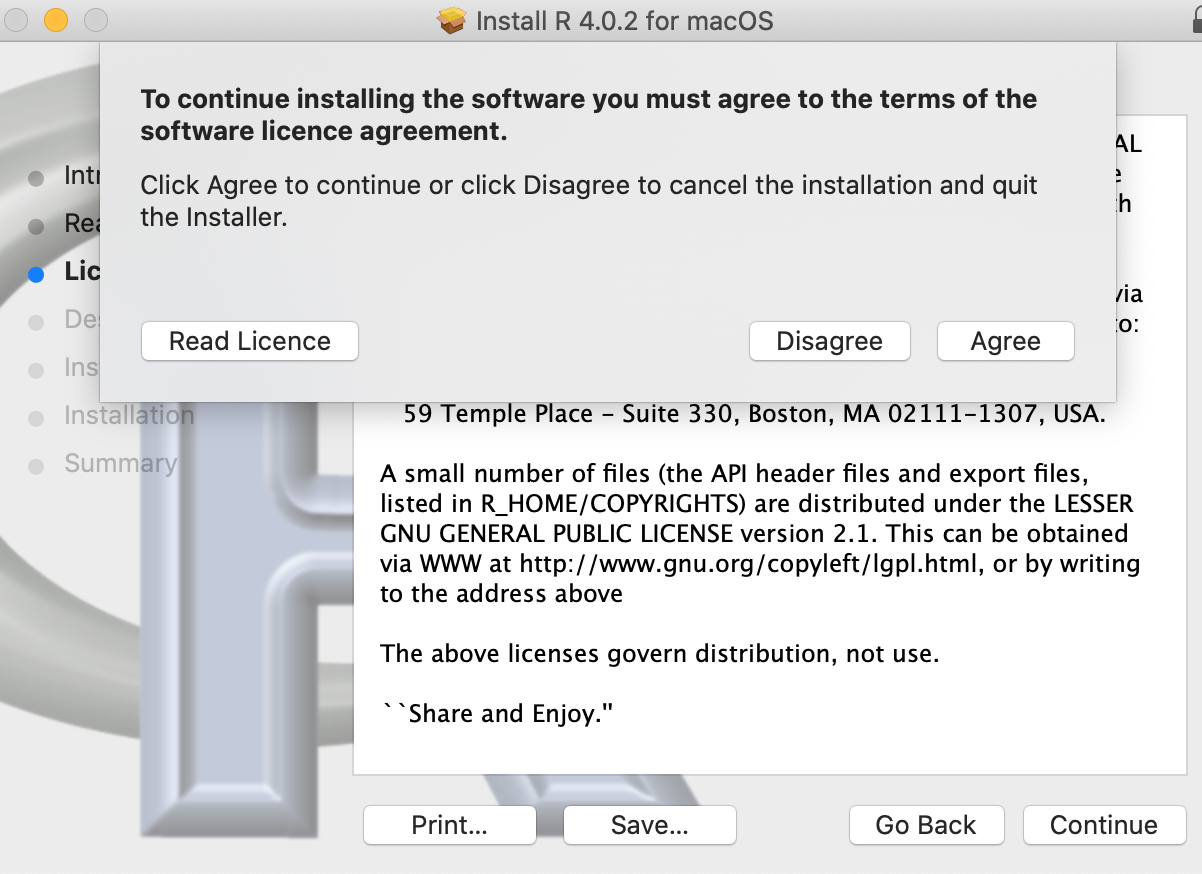 Install R 4.0.2 for macOS
To continue installing the software you must agree to the terms of the
software licence agreement.
Click Agree to continue or click Disagree to cancel the installation and quit
the Installer.
Read Licence
Disagree
Agree
Installation
Summary
via
59 Temple Place – Suite 330, Boston, MA 02111-1307, USA.
A small number of files (the API header files and export files,
listed in R_HOME/COPYRIGHTS) are distributed under the LESSER
GNU GENERAL PUBLIC LICENSE version 2.1. This can be obtained
via WWW at http://www.gnu.org/copyleft/lgpl.html, or by writing
to the address above
The above licenses govern distribution, not use.
``Share and Enjoy.''
Print...
Save...
Go Back
Continue